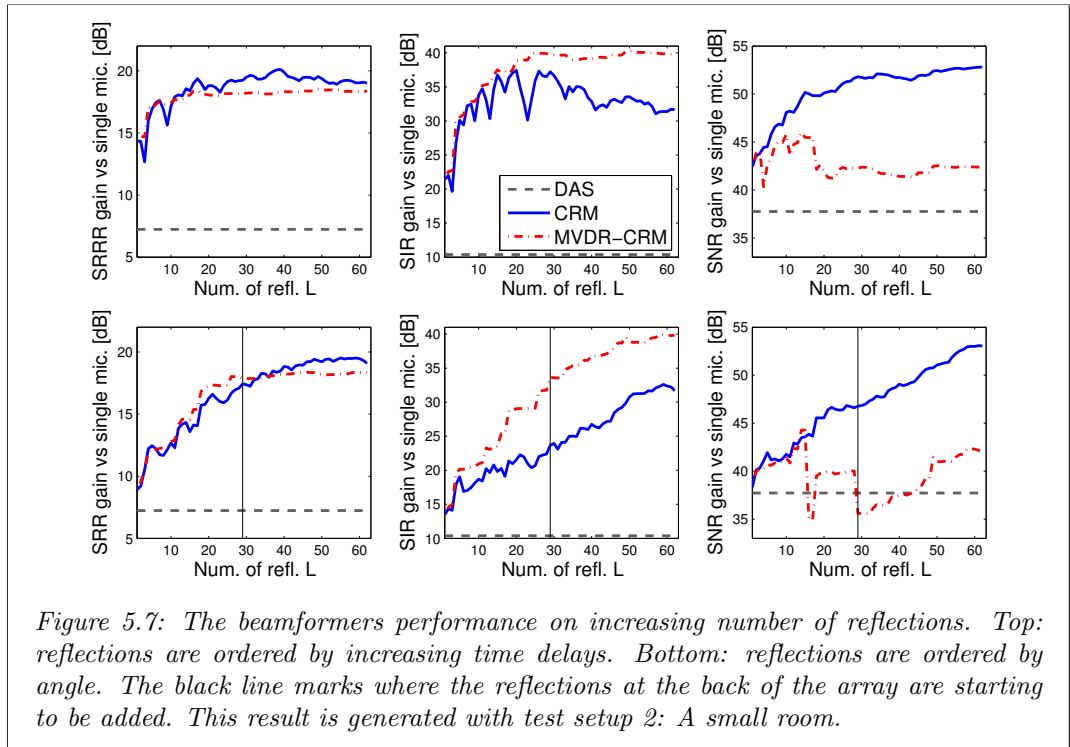 SRRR gain vs single mic. [dB]
20
15
10
5
10 20 30 40 50 60
Num. of refl. L
SIR gain vs single mic. [dB]
40
35
30
25
20
15
10
10 20 30 40 50 60
Num. of refl. L
DAS
CRM
MVDR−CRM
SNR gain vs single mic. [dB]
55
50
45
40
35
10 20 30 40 50 60
Num. of refl. L
SRR gain vs single mic. [dB]
20
15
10
5
10 20 30 40 50 60
Num. of refl. L
SIR gain vs single mic. [dB]
40
35
30
25
20
15
10
10 20 30 40 50 60
Num. of refl. L
SNR gain vs single mic. [dB]
55
50
45
40
35
10 20 30 40 50 60
Num. of refl. L
Figure 5.7: The beamformers performance on increasing number of reflections. Top:
reflections are ordered by increasing time delays. Bottom: reflections are ordered by
angle. The black line marks where the reflections at the back of the array are starting
to be added. This result is generated with test setup 2: A small room.